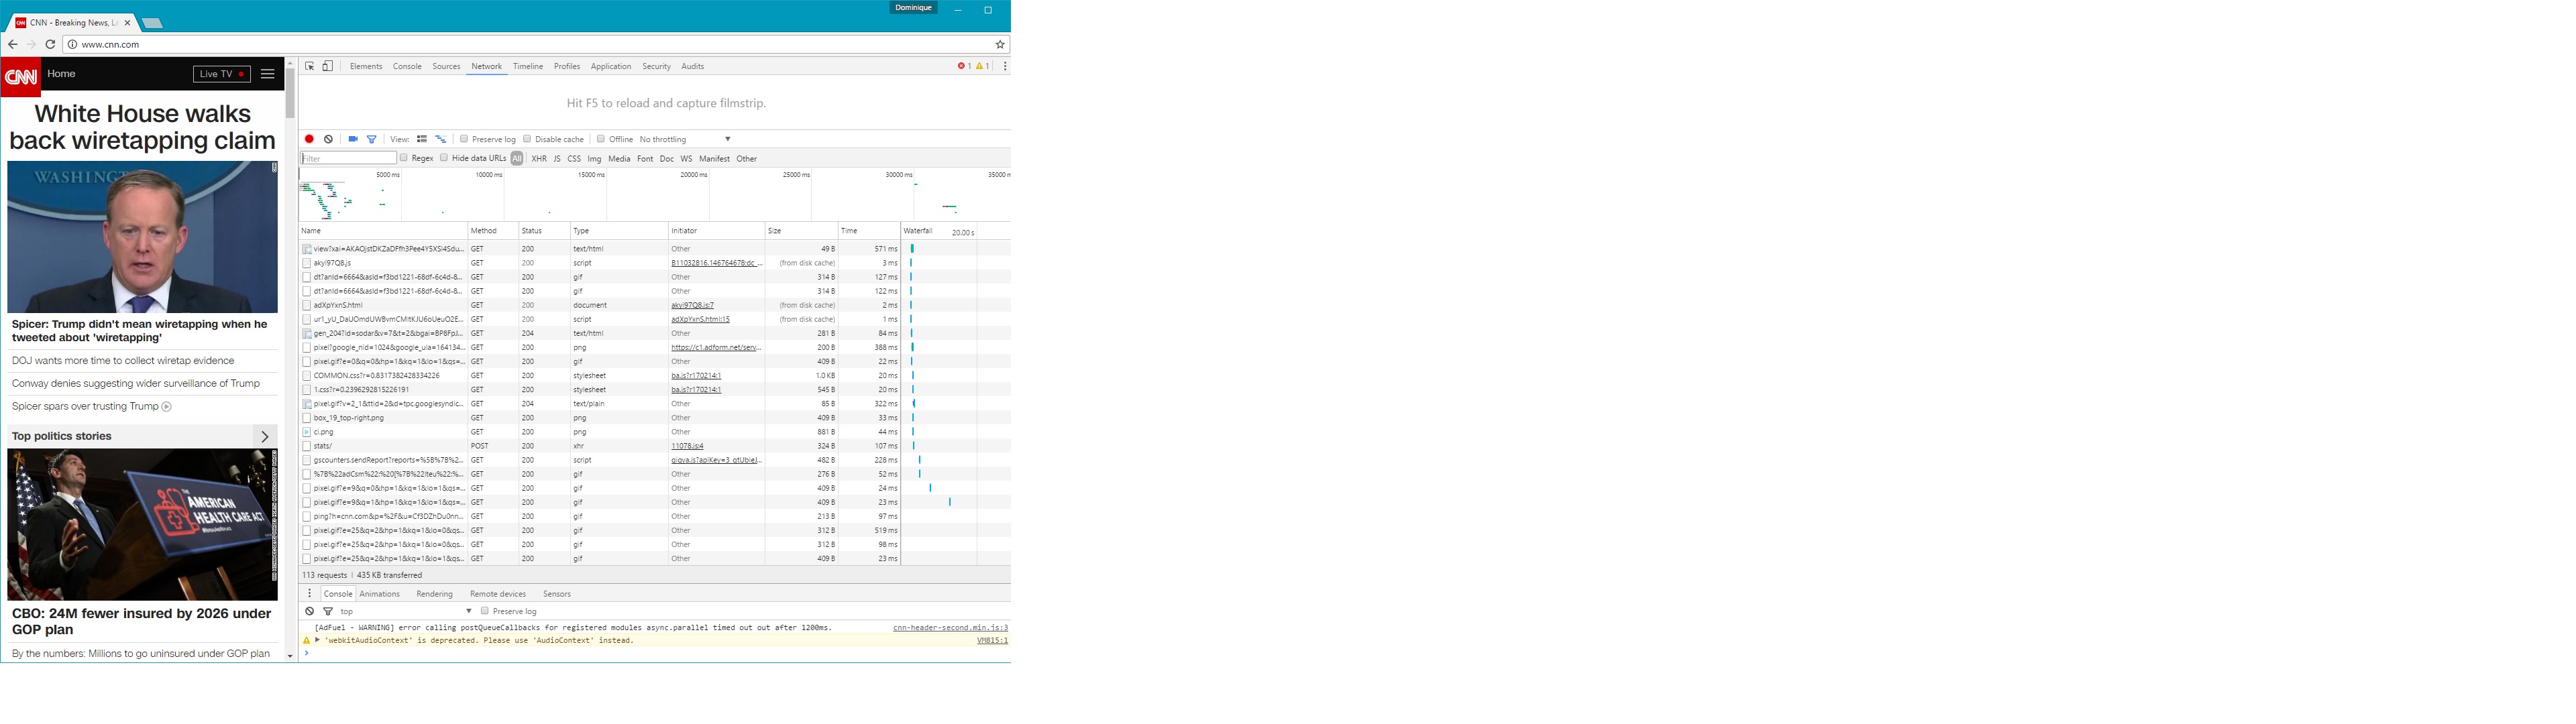 Dominique
CNN - Breaking News, L
www.cnn.com
CNN Home Live TV
White House walks
back wiretapping claim
WASHINGT
Spicer: Trump didn't mean wiretapping when he
tweeted about 'wiretapping'
DOJ wants more time to collect wiretap evidence
Conway denies suggesting wider surveillance of Trump
Spicer spars over trusting Trump
Top politics stories
THE
AMERICAN
HEALTH CARE ACT
CBO: 24M fewer insured by 2026 under
GOP plan
By the numbers: Millions to go uninsured under GOP plan
Elements Console Sources Network Timeline Profiles Application Security Audits 1 1
Hit F5 to reload and capture filmstrip.
View: Preserve log Disable cache Offline No throttling
Filter Regex Hide data URLs All XHR JS CSS Img Media Font Doc WS Manifest Other
5000 ms 10000 ms 15000 ms 20000 ms 25000 ms 30000 ms 35000 m
Name Method Status Type Initiator Size Time Waterfall 20.00 s
view?xai=AKAOjstDKZaDFfh3Pee4Y5XSl4Sdu... GET 200 text/html Other 49 B 571 ms
akyi97Q8.js GET 200 script B11032816.146764678;dc_... (from disk cache) 3 ms
dt?anId=6664&asId=f3bd1221-68df-6c4d-8... GET 200 gif Other 314 B 127 ms
dt?anId=6664&asId=f3bd1221-68df-6c4d-8... GET 200 gif Other 314 B 122 ms
adXpYxnS.html GET 200 document akyi97Q8.js:7 (from disk cache) 2 ms
GET 200 script adXpYxnS.html:15 (from disk cache) 1 ms
gen_204?id=sodar&v=7&t=2&bgai=BP8FpJ... GET 204 text/html Other 281 B 84 ms
pixel?google_nid=1024&google_ula=164134... GET 200 png https://c1.adform.net/serv... 200 B 388 ms
pixel.gif?e=0&q=0&hp=1&kq=1&lo=1&qs=... GET 200 gif Other 409 B 22 ms
COMMON.css?r=0.8317382428334226 GET 200 stylesheet ba.js?r170214:1 1.0 KB 20 ms
1.css?r=0.2396292815226191 GET 200 stylesheet ba.js?r170214:1 545 B 20 ms
pixel.gif?v=2_1&ttid=2&d=tpc.googlesyndic... GET 204 text/plain Other 85 B 322 ms
box_19_top-right.png GET 200 png Other 409 B 33 ms
ci.png GET 200 png Other 881 B 44 ms
stats/ POST 200 xhr 11078.js:4 324 B 107 ms
gscounters.sendReport?reports=%5B%7B%2... GET 200 script 482 B 228 ms
%7B%22adCsm%22:%20[%7B%22lteu%22:%... GET 200 gif Other 276 B 52 ms
pixel.gif?e=9&q=0&hp=1&kq=1&lo=1&qs=... GET 200 gif Other 409 B 24 ms
pixel.gif?e=9&q=1&hp=1&kq=1&lo=1&qs=... GET 200 gif Other 409 B 23 ms
ping?h=cnn.com&p=%2F&u=Cf3DZhDu0nn... GET 200 gif Other 213 B 97 ms
pixel.gif?e=25&q=2&hp=1&kq=1&lo=0&qs... GET 200 gif Other 312 B 519 ms
pixel.gif?e=25&q=2&hp=1&kq=1&lo=0&qs... GET 200 gif Other 312 B 98 ms
pixel.gif?e=25&q=2&hp=1&kq=1&lo=0&qs... GET 200 gif Other 409 B 23 ms
113 requests | 435 KB transferred
Console Animations Rendering Remote devices Sensors
top Preserve log
[AdFuel - WARNING] error calling postQueueCallbacks for registered modules async.parallel timed out out after 1200ms. cnn-header-second.min.js:3
'webkitAudioContext' is deprecated. Please use 'AudioContext' instead. VM815:1